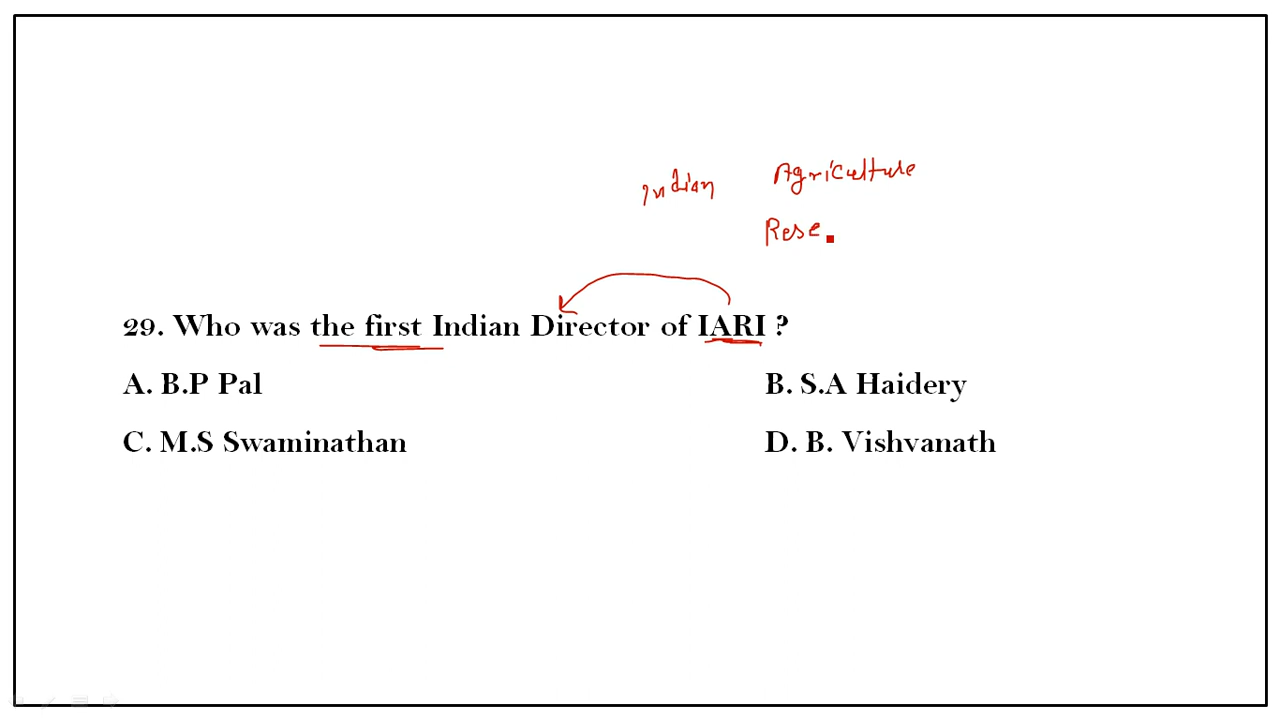 Indian Agriculture
Rese
29. Who was the first Indian Director of IARI ?
A. B.P Pal B. S.A Haidery
C. M.S Swaminathan D. B. Vishvanath